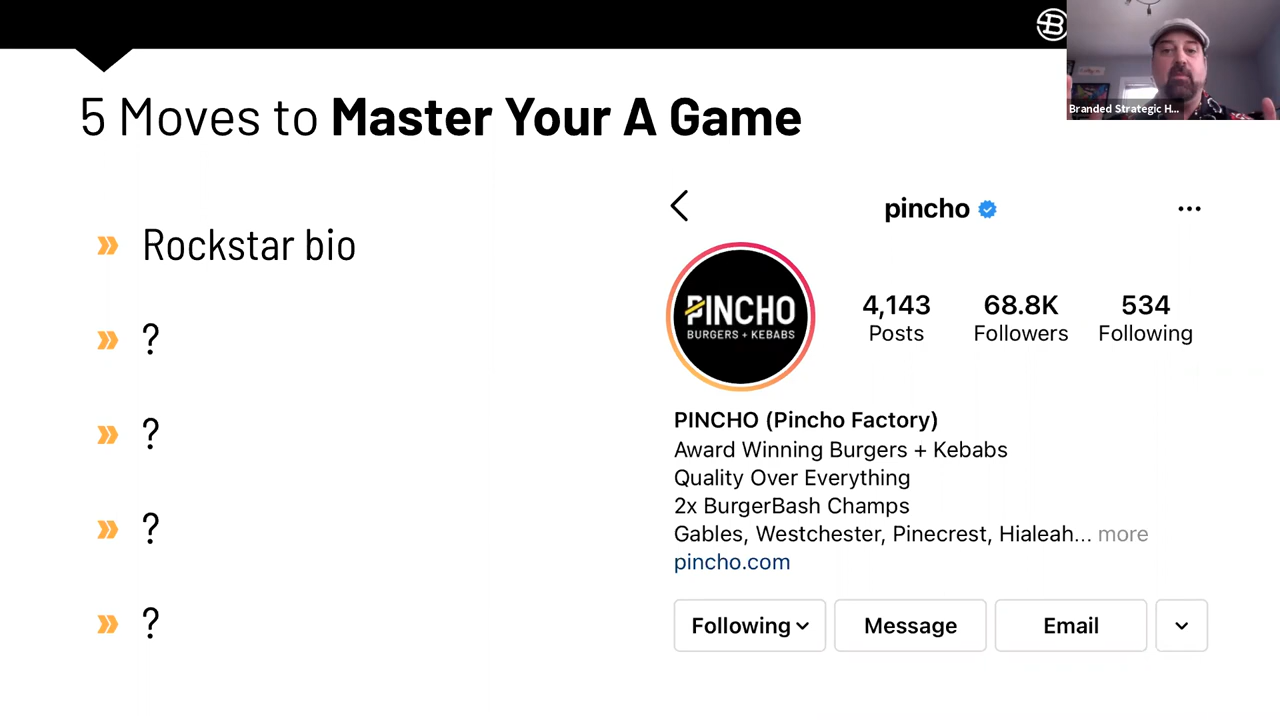 B
Branded Strategic H...
5 Moves to Master Your A Game
Rockstar bio
?
?
?
?
pincho
PINCHO
BURGERS + KEBABS
4,143
Posts
68.8K
Followers
534
Following
PINCHO (Pincho Factory)
Award Winning Burgers + Kebabs
Quality Over Everything
2x BurgerBash Champs
Gables, Westchester, Pinecrest, Hialeah... more
pincho.com
Following
Message
Email